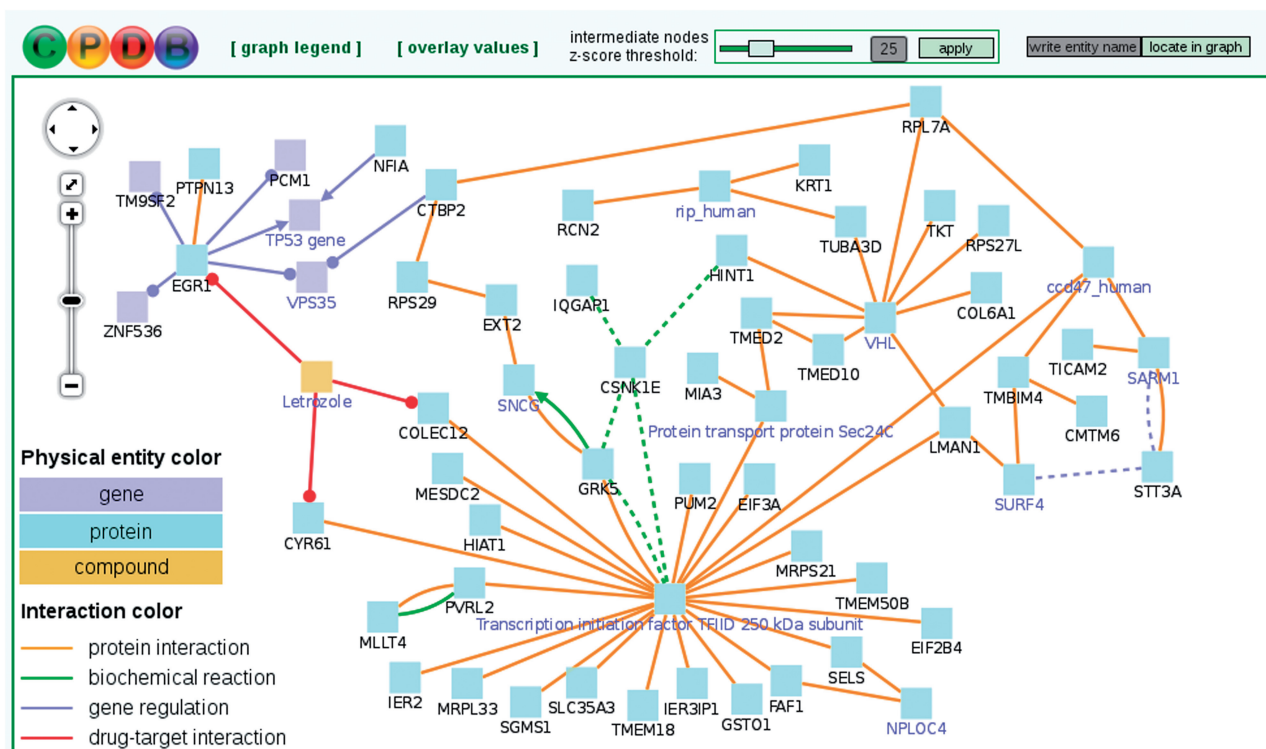 C P D B
[ graph legend ]
[ overlay values ]
intermediate nodes
z-score threshold:
25
apply
write entity name
locate in graph
RPL7A
NFIA
PCM1
PTPN13
TM9SF2
KRT1
CTBP2
rip_human
RCN2
TP53 gene
TKT
TUBA3D
RPS27L
HINT1
EGR1
ccd47_human
VPS35
RPS29
IQGAP1
COL6A1
ZNF536
EXT2
TMED2
VHL
TMED10
TICAM2
CSNK1E
SARM1
MIA3
TMBIM4
Letrozole
SNCG
COLEC12
Protein transport protein Sec24C
CMTM6
LMAN1
Physical entity color
gene
protein
compound
MESDC2
GRK5
PUM2
EIF3A
SURF4
STT3A
CYR61
HIAT1
MRPS21
TMEM50B
PVRL2
Transcription initiation factor TFIID 250 kDa subunit
MLLT4
EIF2B4
Interaction color
protein interaction
biochemical reaction
gene regulation
drug-target interaction
SELS
IER2
MRPL33
SLC35A3
IER3IP1
FAF1
SGMS1
TMEM18
GSTO1
NPLOC4